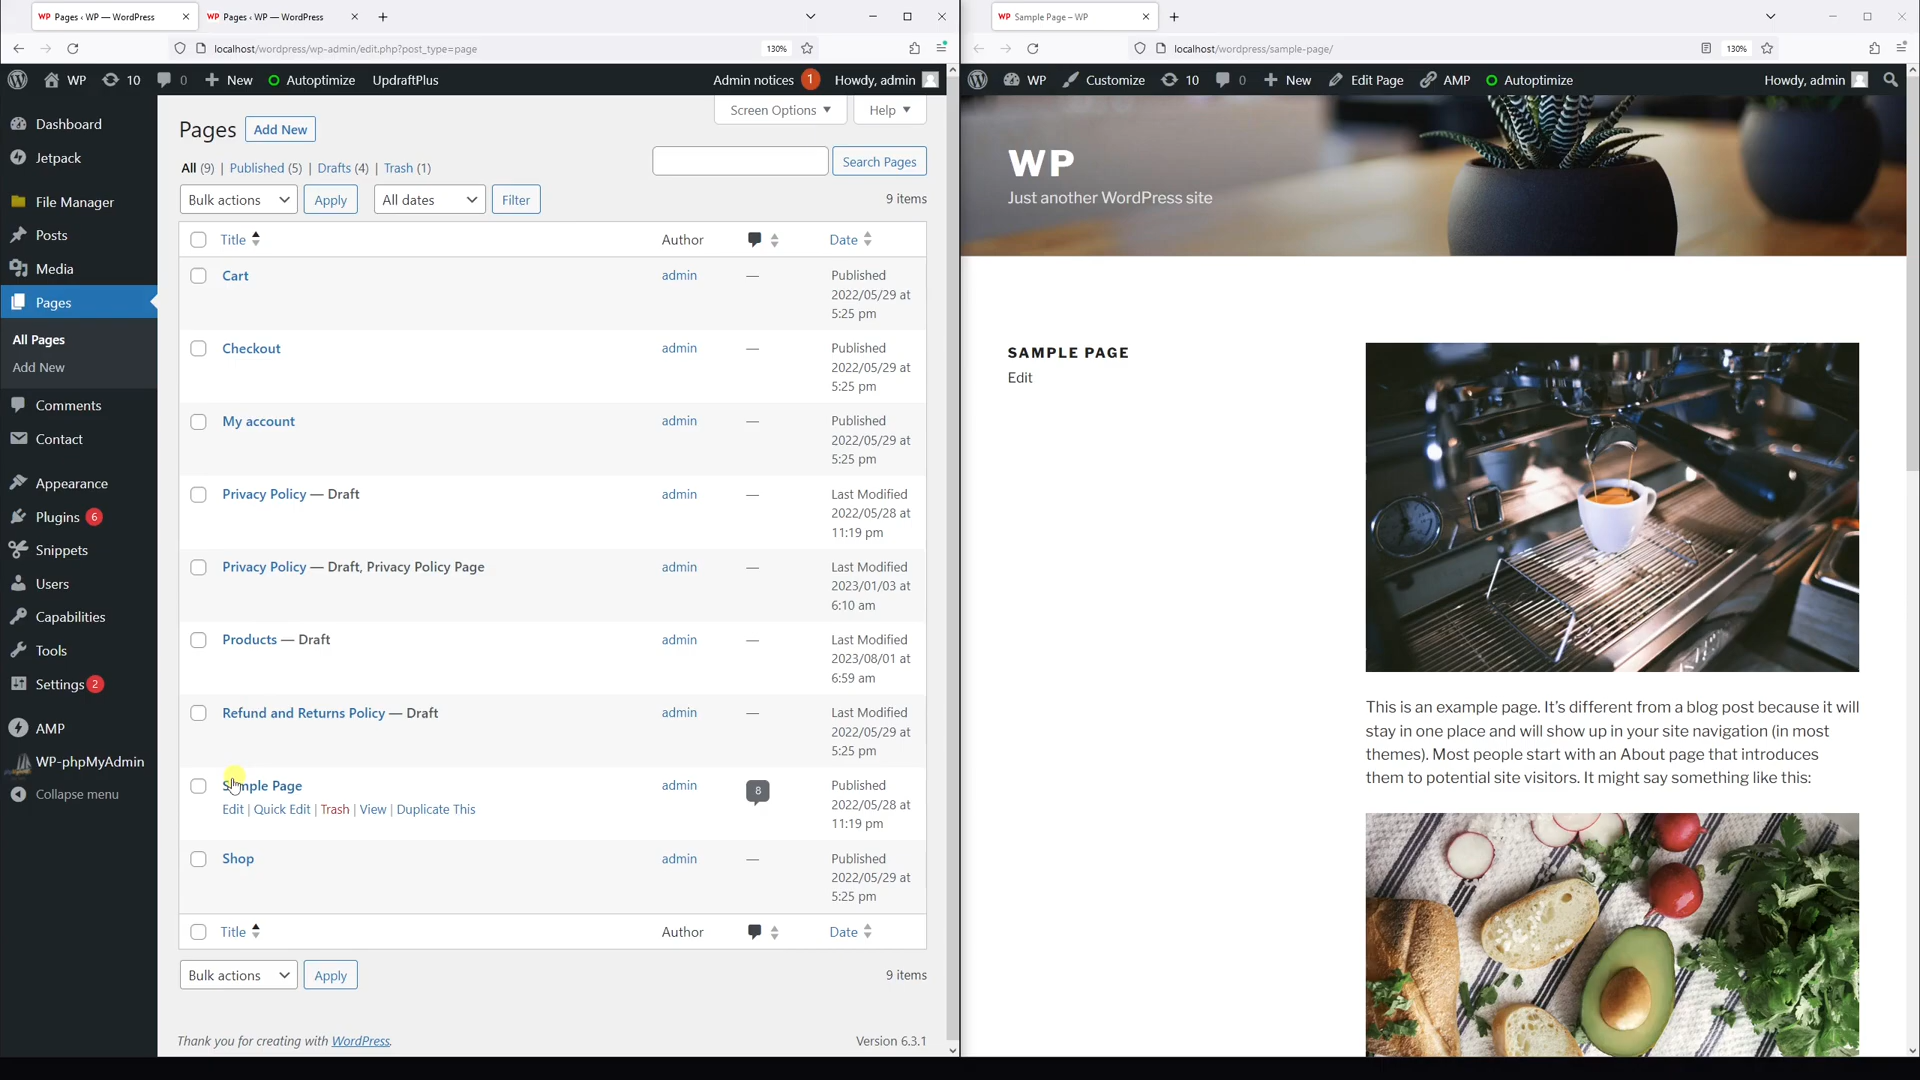 WP Pages ‹ WP — WordPress
WP Pages ‹ WP — WordPress
localhost/wordpress/wp-admin/edit.php?post_type=page
130%
WP
10
0
New
Autoptimize
UpdraftPlus
Admin notices 1
Howdy, admin
Dashboard
Jetpack
File Manager
Posts
Media
Pages
All Pages
Add New
Comments
Contact
Appearance
Plugins 6
Snippets
Users
Capabilities
Tools
Settings 2
AMP
WP-phpMyAdmin
Collapse menu
Screen Options
Help
Pages
Add New
All (9) | Published (5) | Drafts (4) | Trash (1)
Search Pages
Bulk actions
Apply
All dates
Filter
9 items
Title
Author
Date
Cart
admin
—
Published
2022/05/29 at
5:25 pm
Checkout
admin
—
Published
2022/05/29 at
5:25 pm
My account
admin
—
Published
2022/05/29 at
5:25 pm
Privacy Policy — Draft
admin
—
Last Modified
2022/05/28 at
11:19 pm
Privacy Policy — Draft, Privacy Policy Page
admin
—
Last Modified
2023/01/03 at
6:10 am
Products — Draft
admin
—
Last Modified
2023/08/01 at
6:59 am
Refund and Returns Policy — Draft
admin
—
Last Modified
2022/05/29 at
5:25 pm
Sample Page
Edit | Quick Edit | Trash | View | Duplicate This
admin
8
Published
2022/05/28 at
11:19 pm
Shop
admin
—
Published
2022/05/29 at
5:25 pm
Title
Author
Date
Bulk actions
Apply
9 items
Thank you for creating with WordPress.
Version 6.3.1
WP Sample Page – WP
localhost/wordpress/sample-page/
130%
WP
Customize
10
0
New
Edit Page
AMP
Autoptimize
Howdy, admin
WP
Just another WordPress site
SAMPLE PAGE
Edit
This is an example page. It’s different from a blog post because it will
stay in one place and will show up in your site navigation (in most
themes). Most people start with an About page that introduces
them to potential site visitors. It might say something like this: